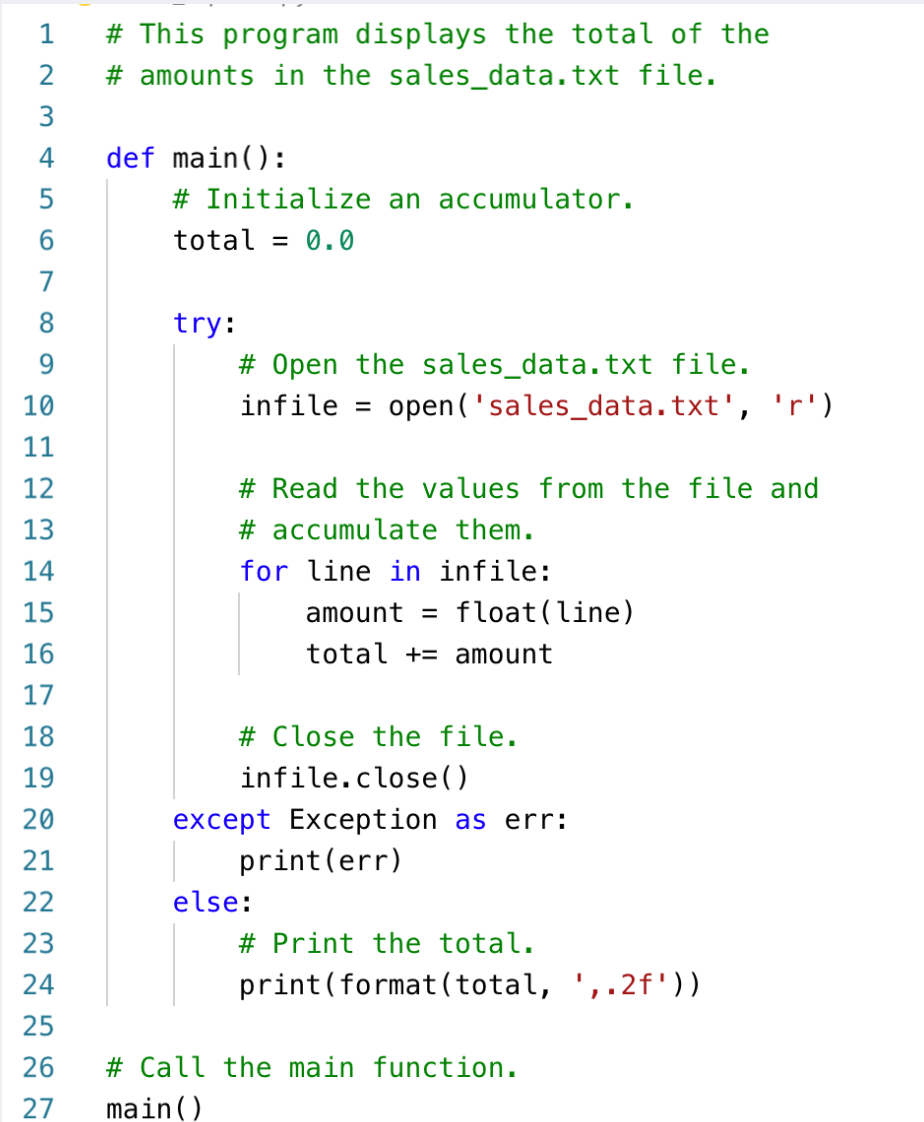 1 # This program displays the total of the
2 # amounts in the sales_data.txt file.
3
4 def main():
5     # Initialize an accumulator.
6     total = 0.0
7
8     try:
9         # Open the sales_data.txt file.
10         infile = open('sales_data.txt', 'r')
11
12         # Read the values from the file and
13         # accumulate them.
14         for line in infile:
15             amount = float(line)
16             total += amount
17
18         # Close the file.
19         infile.close()
20     except Exception as err:
21         print(err)
22     else:
23         # Print the total.
24         print(format(total, ',.2f'))
25
26 # Call the main function.
27 main()